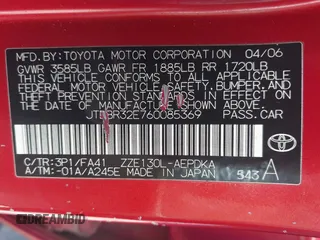 MFD. BY: TOYOTA MOTOR CORPORATION 04/06
GVWR 3585LB GAWR FR 1885LB RR 1720LB
THIS VEHICLE CONFORMS TO ALL APPLICABLE
FEDERAL MOTOR VEHICLE SAFETY, BUMPER, AND
THEFT PREVENTION STANDARDS IN EFFECT ON
THE DATE OF MANUFACTURE SHOWN ABOVE.
JTDBR32E760085369 PASS. CAR
C/TR: 3P1/FA41 ZZE130L-AEPDKA
A/TM: -01A/A245E MADE IN JAPAN 543 A
TOYOTA
BIDHISTORY